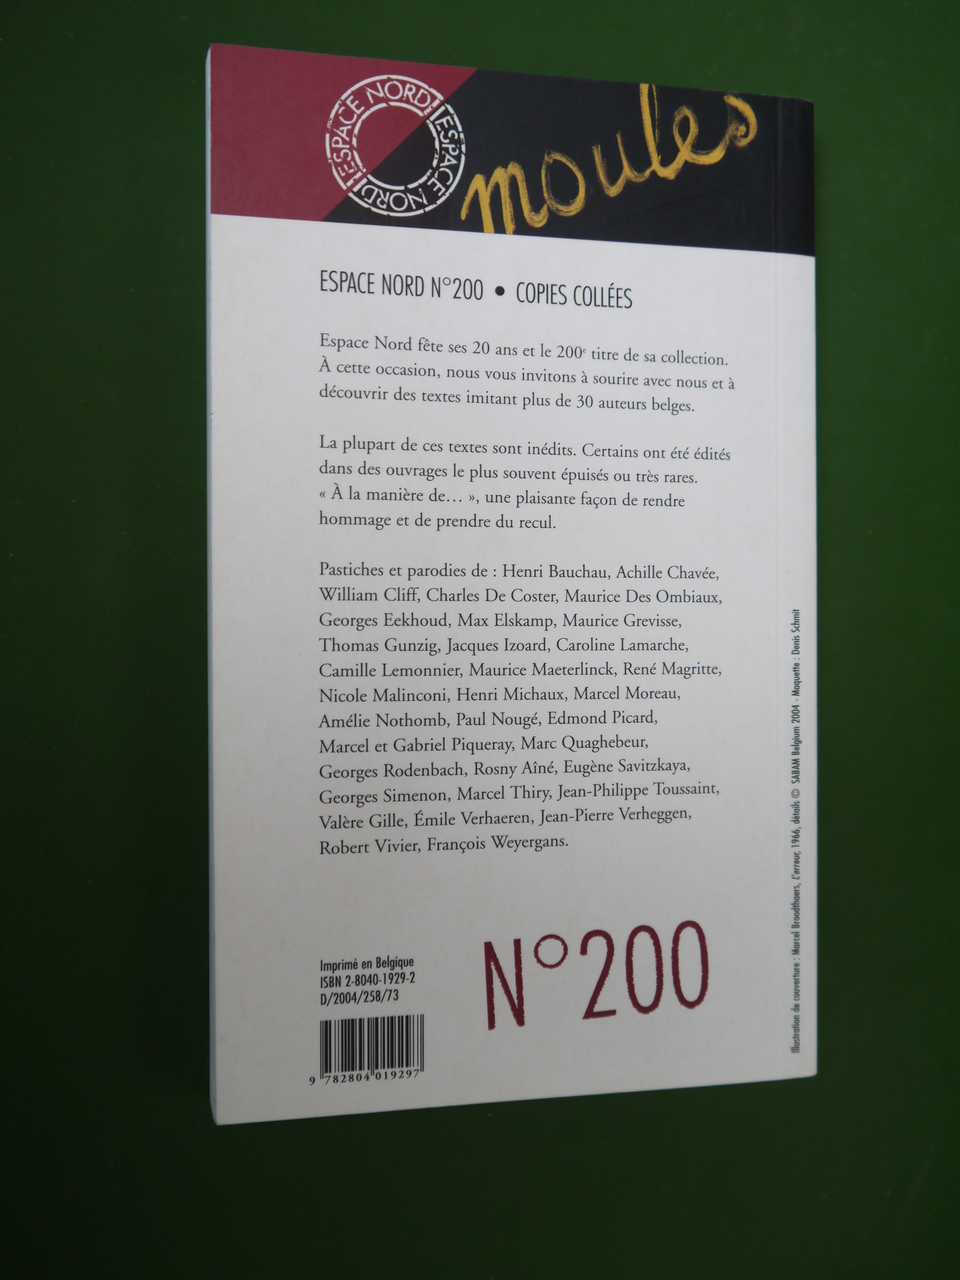 ESPACE NORD
ESPACE NORD
moules
ESPACE NORD N°200 • COPIES COLLÉES
Espace Nord fête ses 20 ans et le 200e titre de sa collection.
À cette occasion, nous vous invitons à sourire avec nous et à
découvrir des textes imitant plus de 30 auteurs belges.
La plupart de ces textes sont inédits. Certains ont été édités
dans des ouvrages le plus souvent épuisés ou très rares.
« À la manière de… », une plaisante façon de rendre
hommage et de prendre du recul.
Pastiches et parodies de : Henri Bauchau, Achille Chavée,
William Cliff, Charles De Coster, Maurice Des Ombiaux,
Georges Eekhoud, Max Elskamp, Maurice Grevisse,
Thomas Gunzig, Jacques Izoard, Caroline Lamarche,
Camille Lemonnier, Maurice Maeterlinck, René Magritte,
Nicole Malinconi, Henri Michaux, Marcel Moreau,
Amélie Nothomb, Paul Nougé, Edmond Picard,
Marcel et Gabriel Piqueray, Marc Quaghebeur,
Georges Rodenbach, Rosny Aîné, Eugène Savitzkaya,
Georges Simenon, Marcel Thiry, Jean-Philippe Toussaint,
Valère Gille, Émile Verhaeren, Jean-Pierre Verheggen,
Robert Vivier, François Weyergans.
Imprimé en Belgique
ISBN 2-8040-1929-2
D/2004/258/73
9 782804 019297
N°200
Illustration de couverture : Marcel Broodthaers, L'erreur, 1966, détails © SABAM Belgium 2004 - Maquette : Denis Schmit